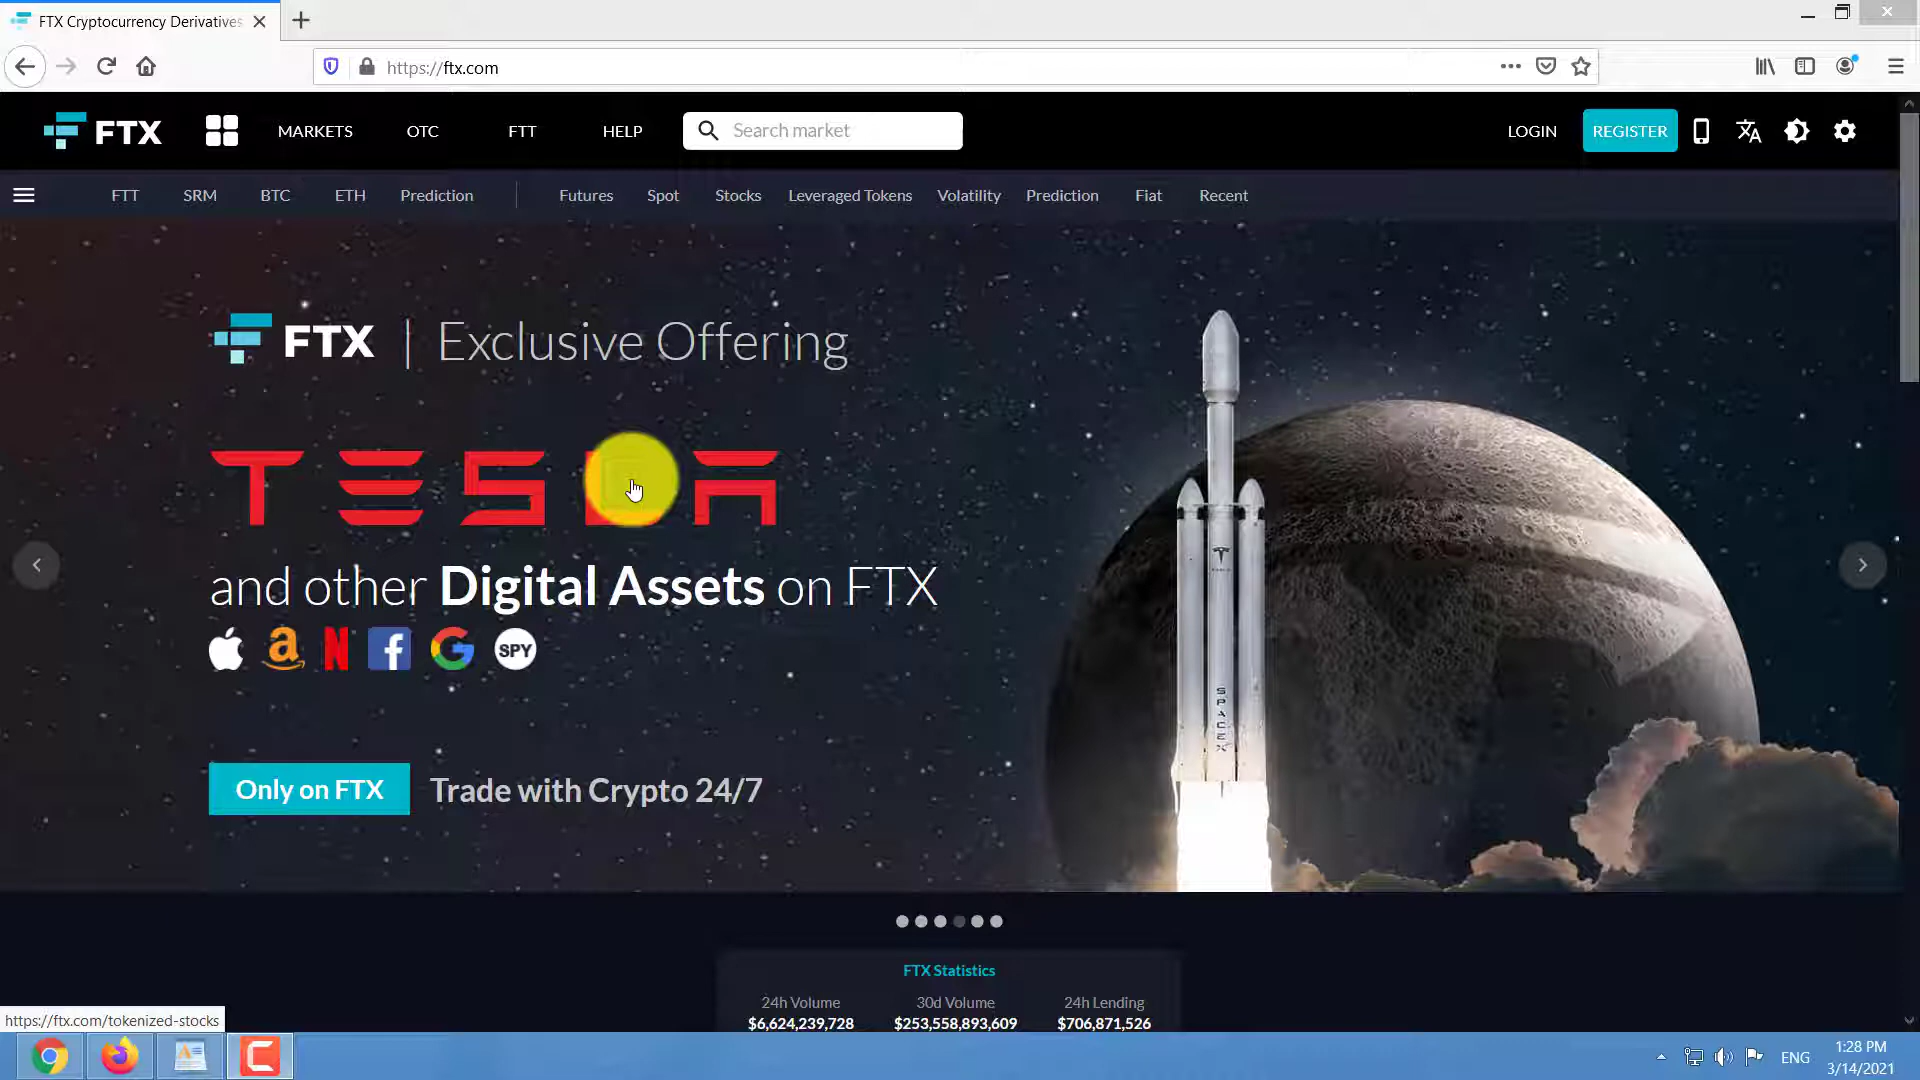 FTX Cryptocurrency Derivatives
https://ftx.com
FTX
MARKETS
OTC
FTT
HELP
Search market
LOGIN
REGISTER
FTT
SRM
BTC
ETH
Prediction
Futures
Spot
Stocks
Leveraged Tokens
Volatility
Prediction
Fiat
Recent
FTX | Exclusive Offering
TESLA
and other Digital Assets on FTX
SPY
Only on FTX
Trade with Crypto 24/7
SPACEX
FTX Statistics
24h Volume
30d Volume
24h Lending
$6,624,239,728
$253,558,893,609
$706,871,526
https://ftx.com/tokenized-stocks
ENG
1:28 PM
3/14/2021